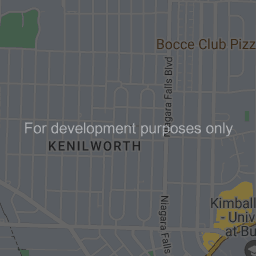 Bocce Club Pizz
Niagara Falls Blvd
For development purposes only
KENILWORTH
Niagara Falls
Kimball
- Univ
at-Bu